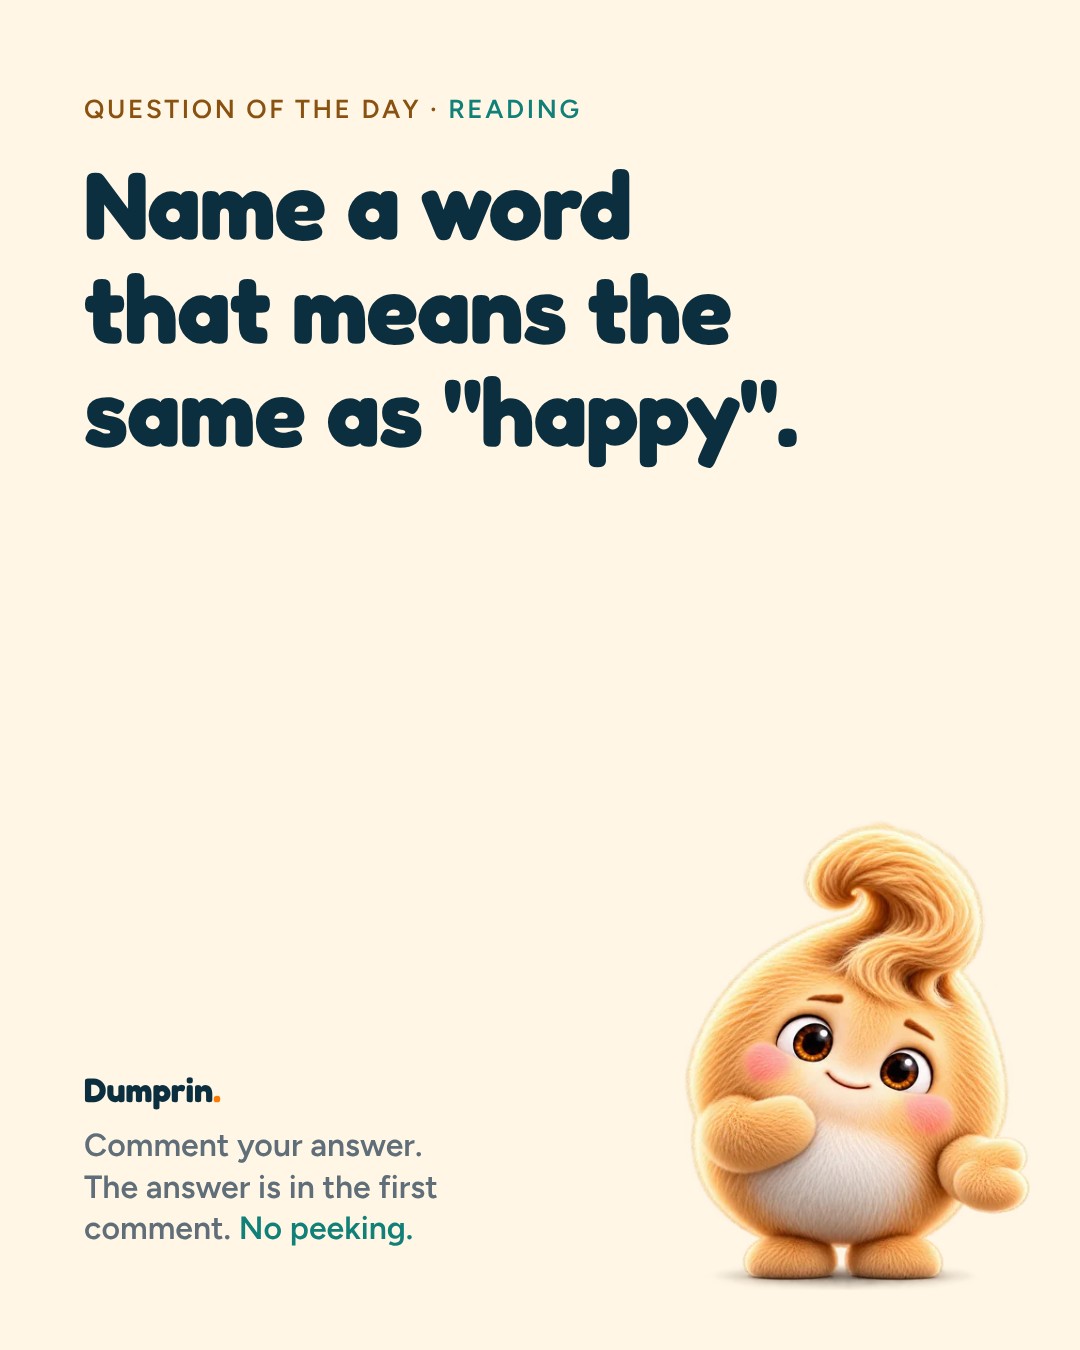 QUESTION OF THE DAY · READING
Name a word
that means the
same as "happy".
Dumprin.
Comment your answer.
The answer is in the first
comment. No peeking.